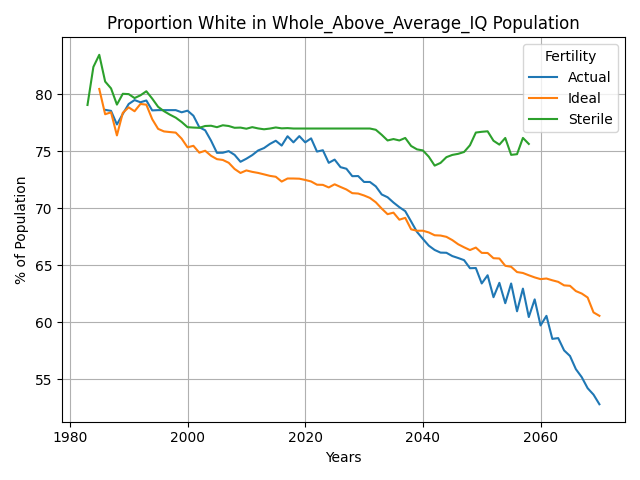 Proportion White in Whole_Above_Average_IQ Population
Fertility
Actual
Ideal
Sterile
% of Population
80
75
70
65
60
55
1980
2000
2020
2040
2060
Years